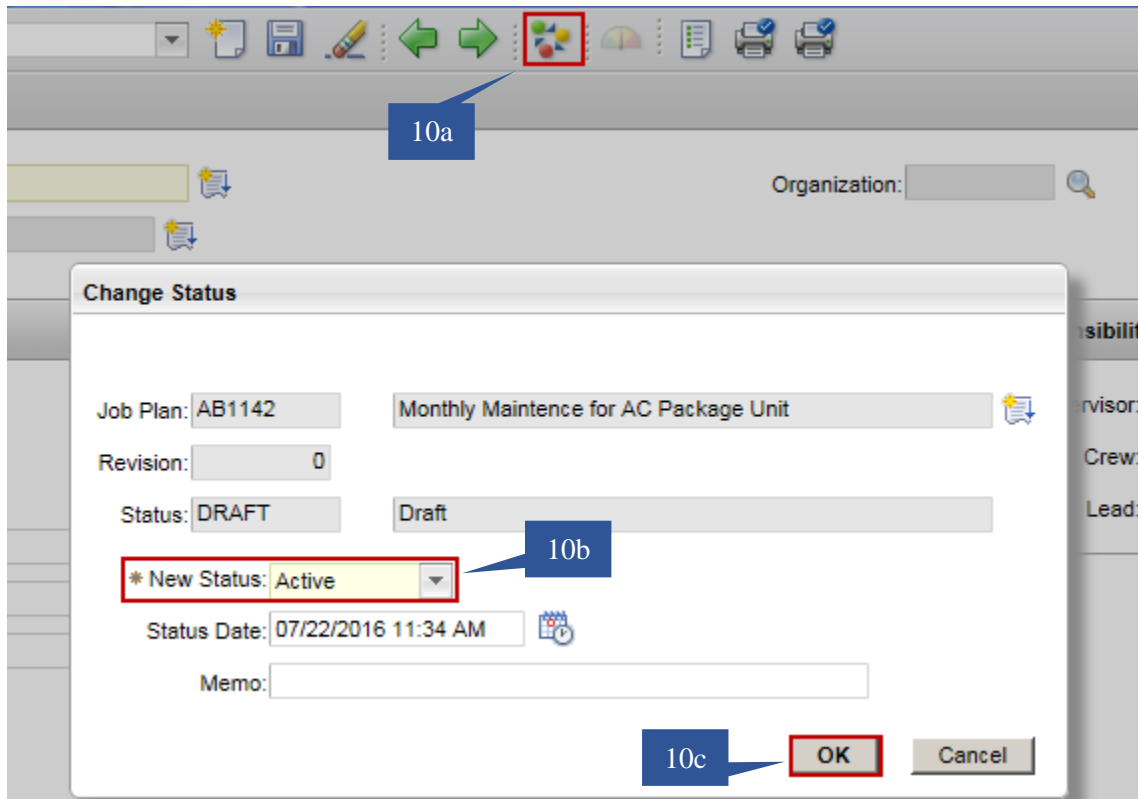 10a
Organization:
Change Status
nsibilit
Job Plan: AB1142 Monthly Maintence for AC Package Unit
rvisor:
Revision: 0
Crew:
Status: DRAFT Draft
Lead:
10b
* New Status: Active
Status Date: 07/22/2016 11:34 AM
Memo:
10c
OK Cancel